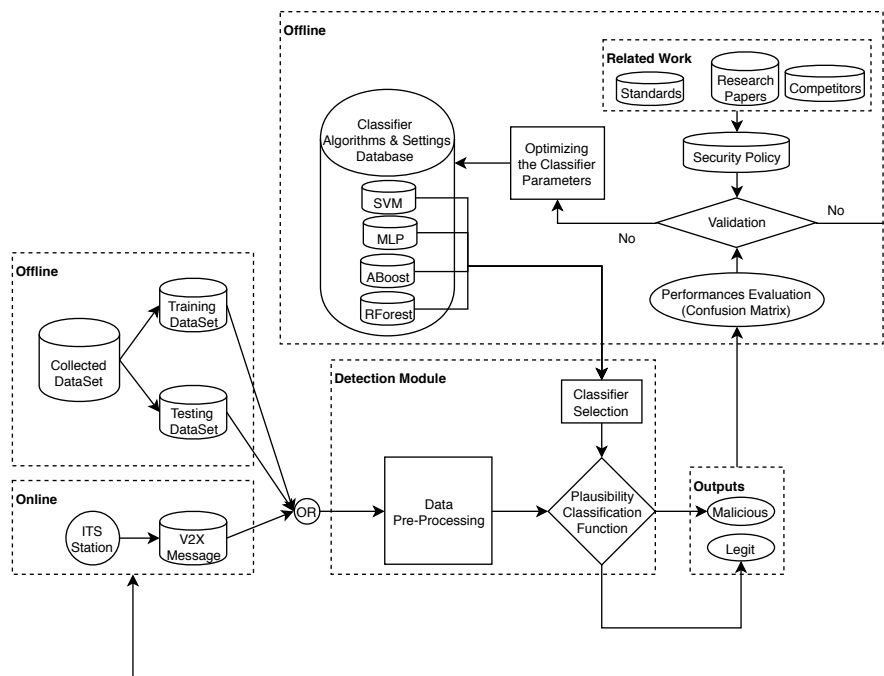 Offline
Related Work
Standards
Research
Papers
Competitors
Classifier
Algorithms & Settings
Database
Optimizing
the Classifier
Parameters
Security Policy
SVM
MLP
ABoost
RForest
Validation
No
No
Performances Evaluation
(Confusion Matrix)
Offline
Collected
DataSet
Training
DataSet
Testing
DataSet
Detection Module
Classifier
Selection
Online
ITS
Station
V2X
Message
OR
Data
Pre-Processing
Plausibility
Classification
Function
Outputs
Malicious
Legit